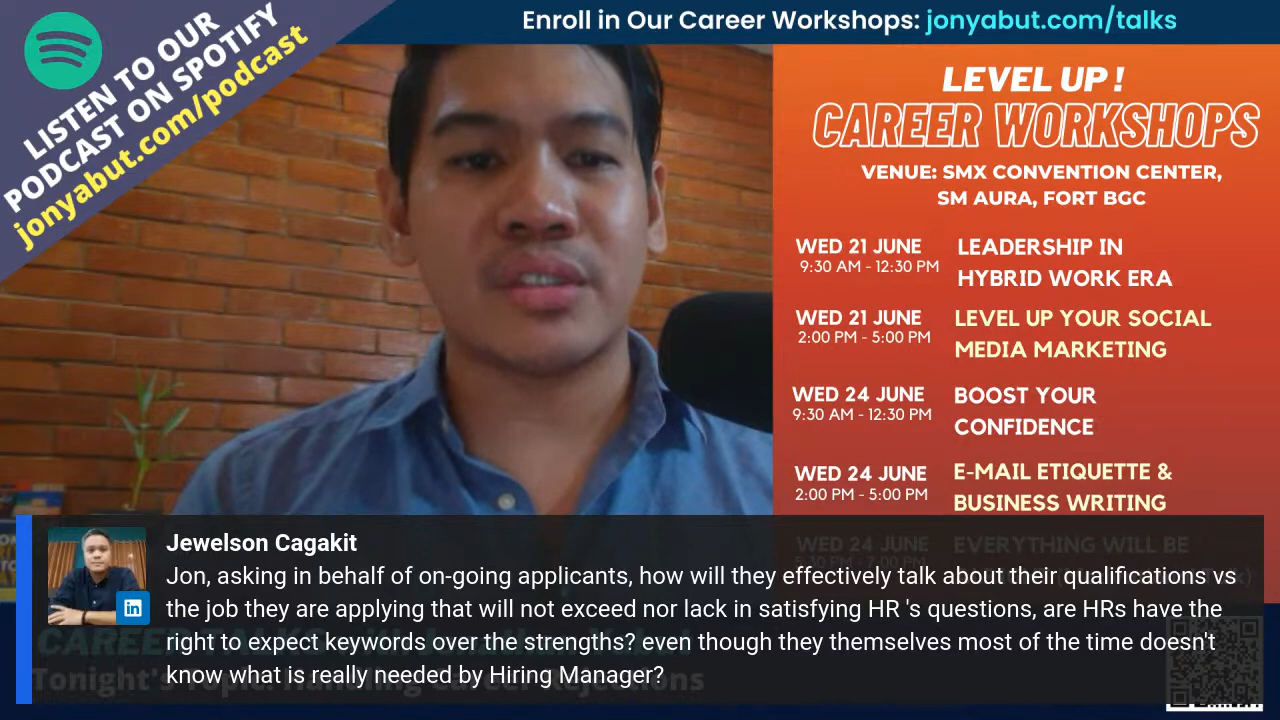 Enroll in Our Career Workshops: jonyabut.com/talks
LISTEN TO OUR
PODCAST ON SPOTIFY
jonyabut.com/podcast
LEVEL UP!
CAREER WORKSHOPS
VENUE: SMX CONVENTION CENTER,
SM AURA, FORT BGC
WED 21 JUNE
9:30 AM - 12:30 PM
LEADERSHIP IN
HYBRID WORK ERA
WED 21 JUNE
2:00 PM - 5:00 PM
LEVEL UP YOUR SOCIAL
MEDIA MARKETING
WED 24 JUNE
9:30 AM - 12:30 PM
BOOST YOUR
CONFIDENCE
WED 24 JUNE
2:00 PM - 5:00 PM
E-MAIL ETIQUETTE &
BUSINESS WRITING
WED 24 JUNE
EVERYTHING WILL BE
Jewelson Cagakit
Jon, asking in behalf of on-going applicants, how will they effectively talk about their qualifications vs
the job they are applying that will not exceed nor lack in satisfying HR 's questions, are HRs have the
right to expect keywords over the strengths? even though they themselves most of the time doesn't
know what is really needed by Hiring Manager?
in